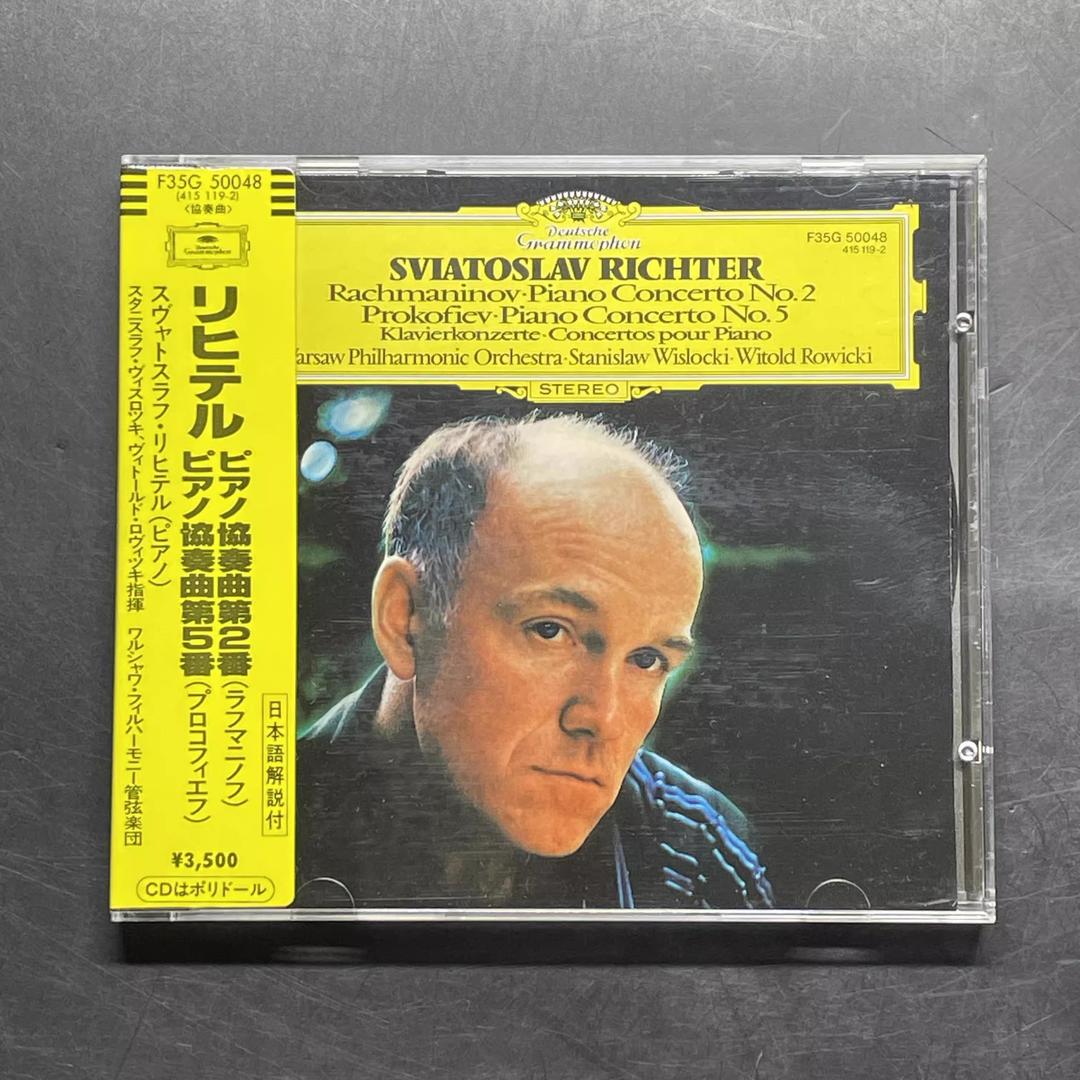 F35G 50048
(415 119-2)
〈協奏曲〉
Deutsche
Grammophon
リヒテル
ピアノ協奏曲第2番(ラフマニノフ)
ピアノ協奏曲第5番(プロコフィエフ)
スヴャトスラフ・リヒテル(ピアノ)
スタニスラフ・ヴィスロツキ、ヴィトールド・ロヴィツキ指揮 ワルシャワ・フィルハーモニー管弦楽団
日本語解説付
¥3,500
CDはポリドール
Deutsche
Grammophon
F35G 50048
415 119-2
SVIATOSLAV RICHTER
Rachmaninov·Piano Concerto No. 2
Prokofiev·Piano Concerto No. 5
Klavierkonzerte·Concertos pour Piano
arsaw Philharmonic Orchestra·Stanislaw Wislocki·Witold Rowicki
STEREO